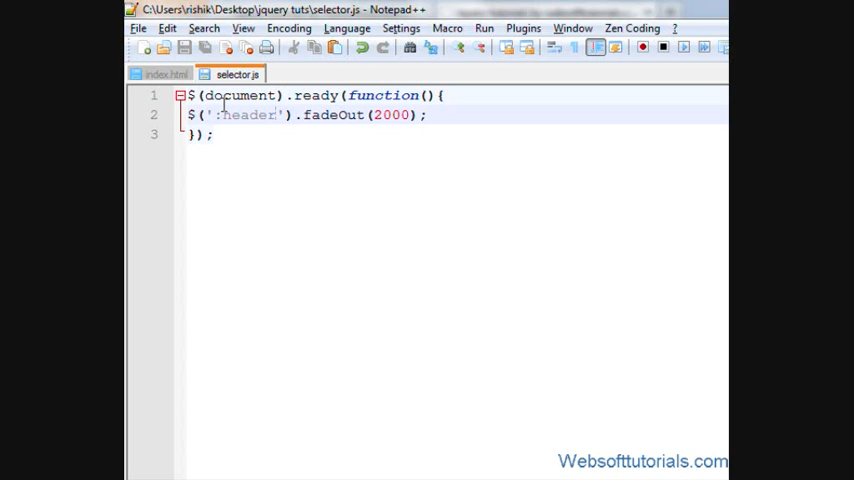 C:\Users\rishik\Desktop\jquery tuts\selector.js - Notepad++
File Edit Search View Encoding Language Settings Macro Run Plugins Window Zen Coding ?
index.html selector.js
1 $(document).ready(function(){
2 $(':header').fadeOut(2000);
3 });
Websofttutorials.com